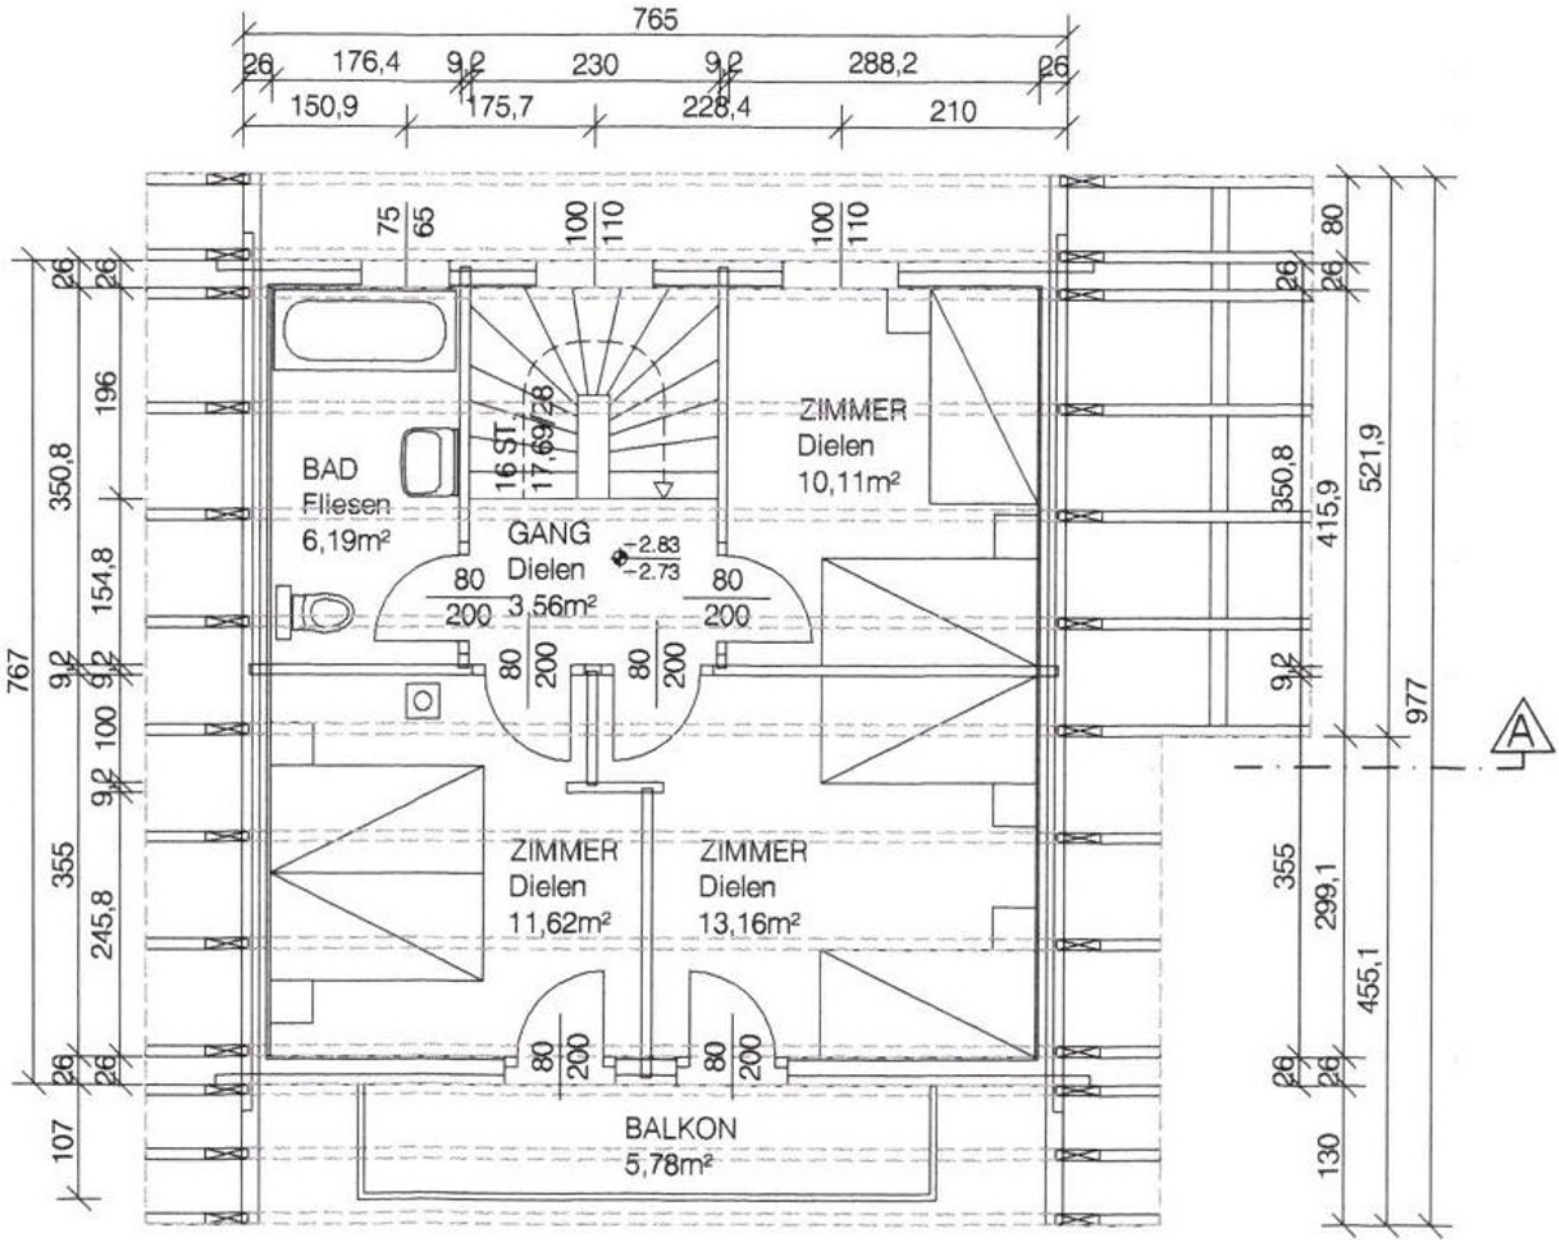 765
26 176,4 9,2 230 9,2 288,2 26
150,9 175,7 228,4 210
75
65
100
110
100
110
80
26
26
26
26
196
350,8
154,8
767
9,2
9,2
100
9,2
355
245,8
26
26
107
BAD
Fliesen
6,19m²
16 ST.
17,69/28
GANG
Dielen
3,56m²
+2.83
+2.73
80
200
80
200
80
200
80
200
ZIMMER
Dielen
10,11m²
ZIMMER
Dielen
11,62m²
ZIMMER
Dielen
13,16m²
80
200
80
200
BALKON
5,78m²
350,8
415,9
521,9
9,2
977
A
355
299,1
455,1
26
26
130